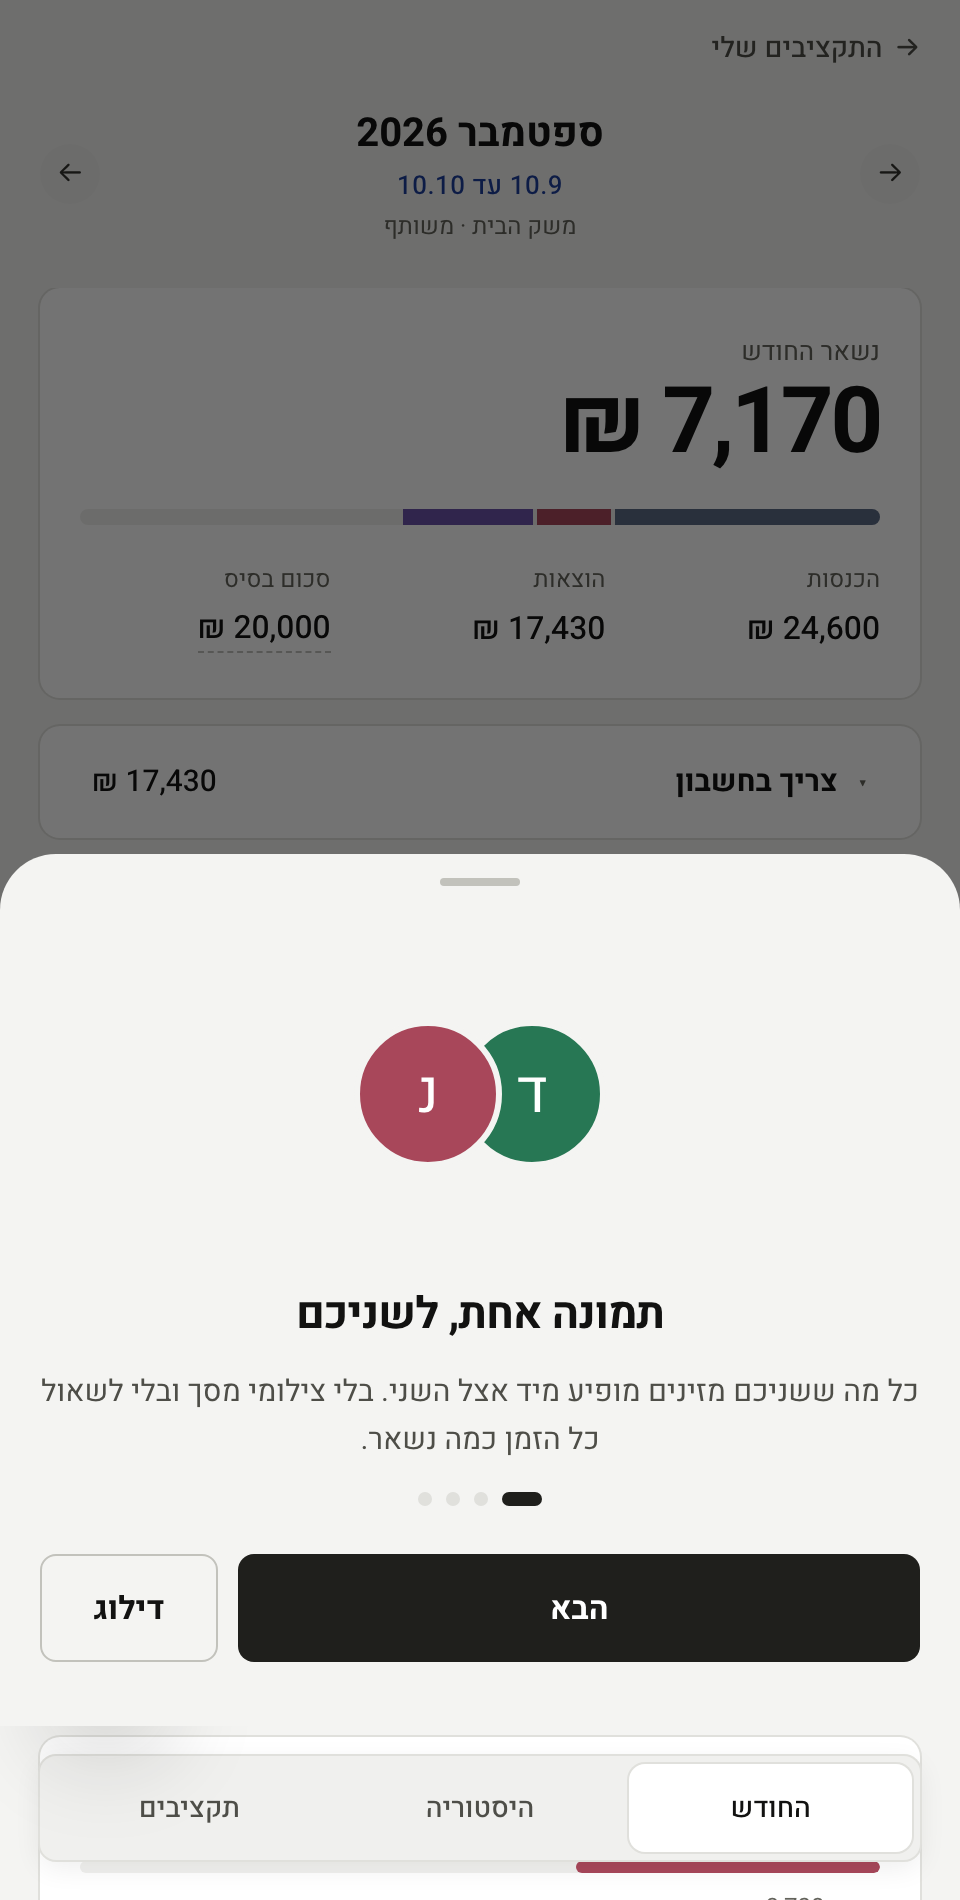 התקציבים שלי
ספטמבר 2026
10.9 עד 10.10
משק הבית · משותף
נשאר החודש
7,170 ₪
הכנסות
הוצאות
סכום בסיס
24,600 ₪
17,430 ₪
20,000 ₪
צריך בחשבון
17,430 ₪
ד
נ
תמונה אחת, לשניכם
כל מה ששניכם מזינים מופיע מיד אצל השני. בלי צילומי מסך ובלי לשאול
כל הזמן כמה נשאר.
הבא
דילוג
החודש
היסטוריה
תקציבים